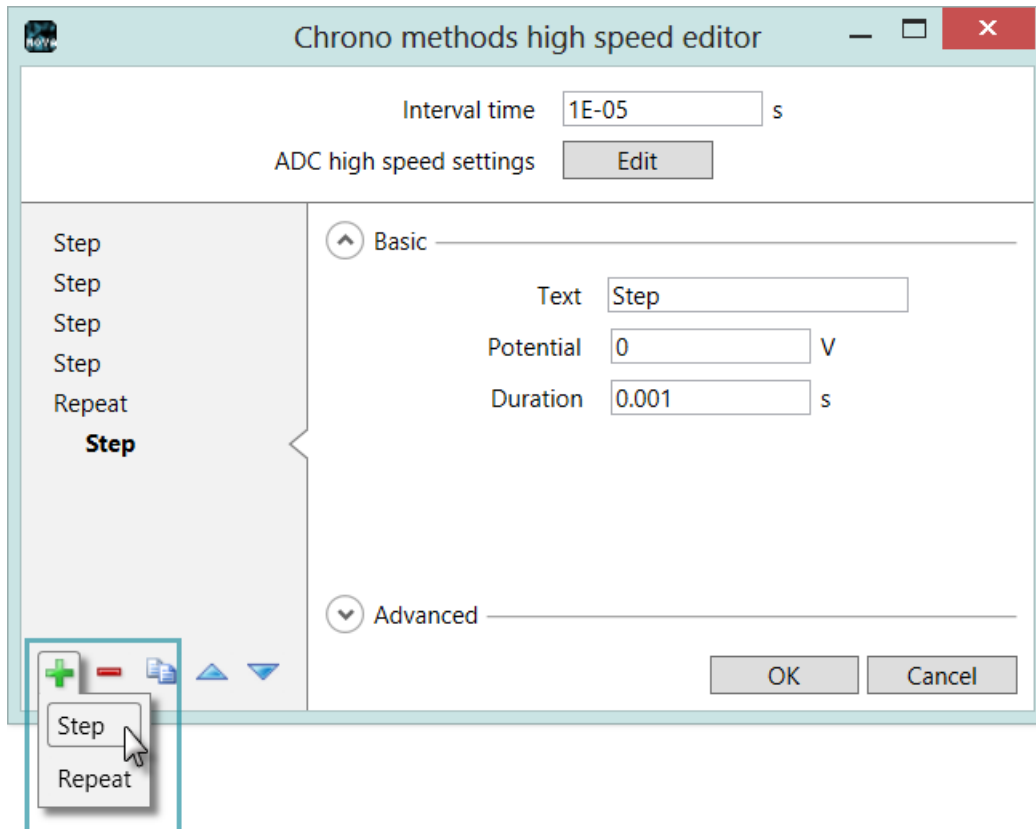 Chrono methods high speed editor
Interval time 1E-05 s
ADC high speed settings Edit
Step
Step
Step
Step
Repeat
Step
Basic
Text Step
Potential 0 V
Duration 0.001 s
Advanced
OK Cancel
Step
Repeat